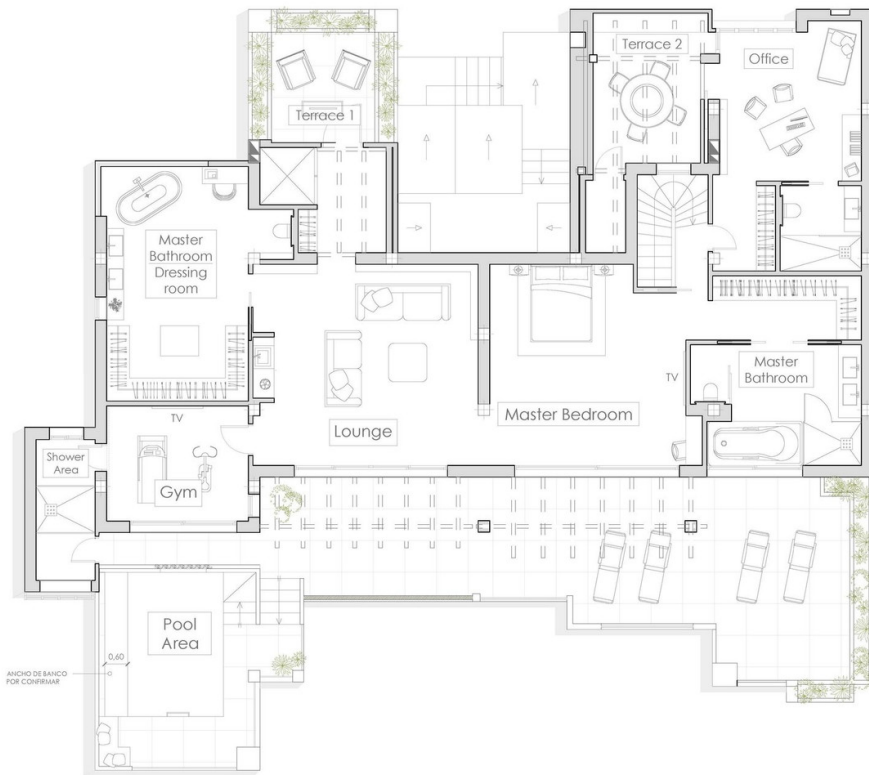 Terrace 2
Office
Terrace 1
Master
Bathroom
Dressing
room
Master
Bathroom
TV
Master Bedroom
Lounge
TV
Gym
Shower
Area
Pool
Area
0,60
ANCHO DE BANCO
POR CONFIRMAR